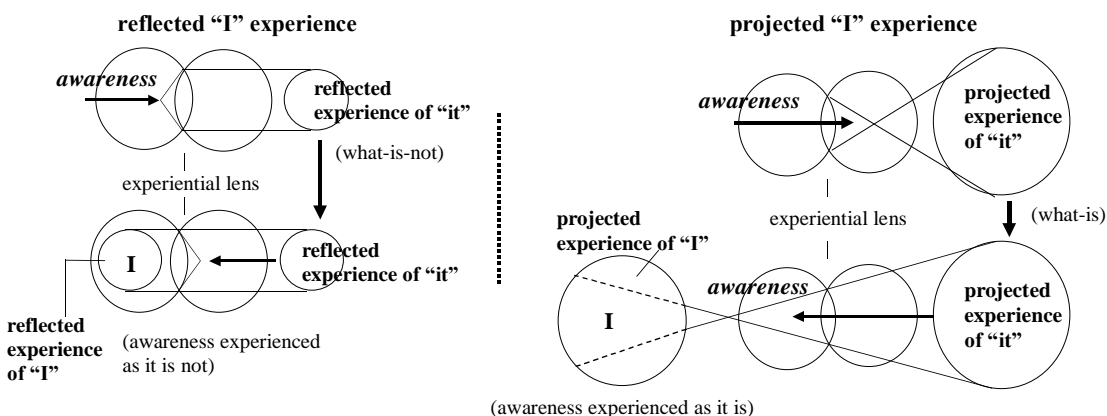 reflected “I” experience
awareness
reflected
experience of “it”
(what-is-not)
experiential lens
I
reflected
experience of “it”
reflected
experience
of “I”
(awareness experienced
as it is not)
projected “I” experience
awareness
projected
experience
of “it”
(what-is)
experiential lens
projected
experience of “I”
awareness
I
projected
experience
of “it”
(awareness experienced as it is)